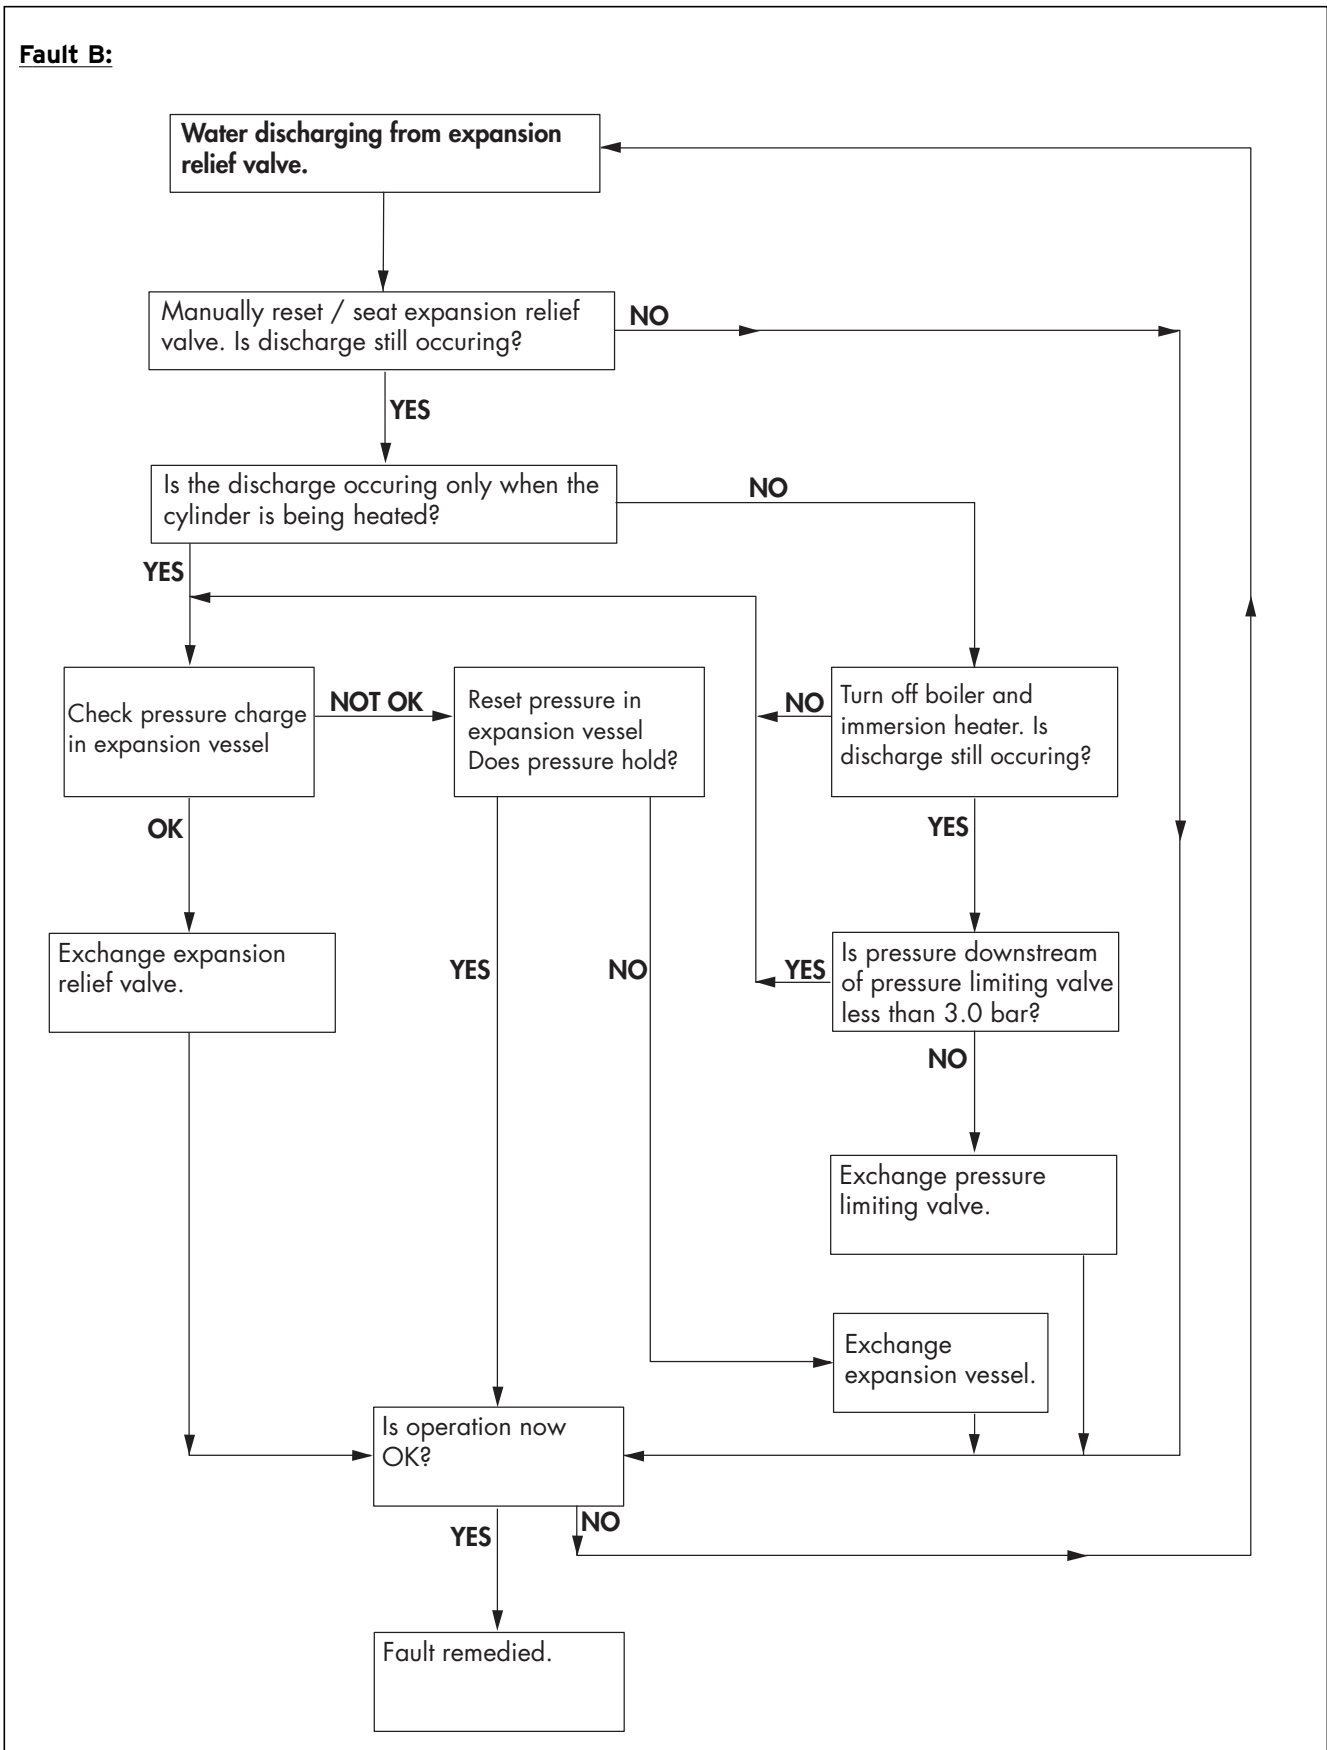 Fault B:
Water discharging from expansion
relief valve.
Manually reset / seat expansion relief
valve. Is discharge still occuring?
NO
YES
Is the discharge occuring only when the
cylinder is being heated?
NO
YES
Check pressure charge
in expansion vessel
NOT OK
Reset pressure in
expansion vessel
Does pressure hold?
NO
Turn off boiler and
immersion heater. Is
discharge still occuring?
OK
YES
Exchange expansion
relief valve.
YES
NO
YES
Is pressure downstream
of pressure limiting valve
less than 3.0 bar?
NO
Exchange pressure
limiting valve.
Exchange
expansion vessel.
Is operation now
OK?
YES
NO
Fault remedied.